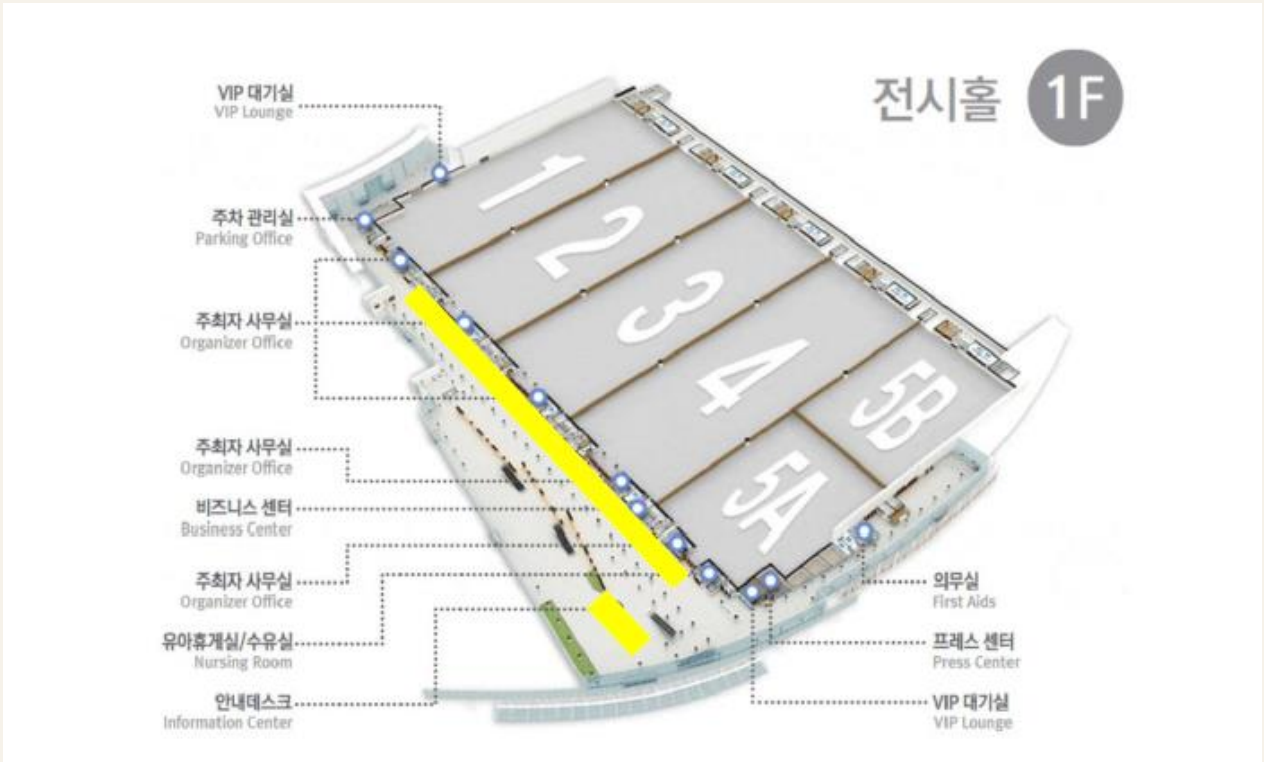 전시홀 1F
VIP 대기실
VIP Lounge
주차 관리실
Parking Office
주최자 사무실
Organizer Office
주최자 사무실
Organizer Office
비즈니스 센터
Business Center
주최자 사무실
Organizer Office
유아휴게실/수유실
Nursing Room
안내데스크
Information Center
1
2
3
4
5B
5A
의무실
First Aids
프레스 센터
Press Center
VIP 대기실
VIP Lounge